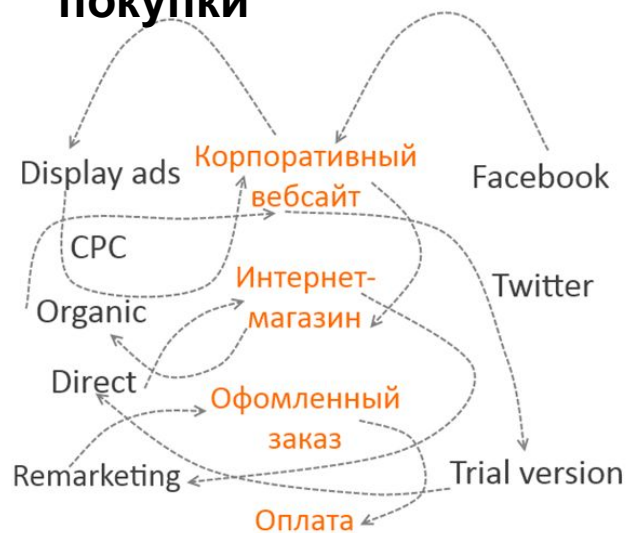 покупки
Корпоративный
вебсайт
Display ads
Facebook
CPC
Интернет-
магазин
Twitter
Organic
Direct
Офомленный
заказ
Remarketing
Trial version
Оплата